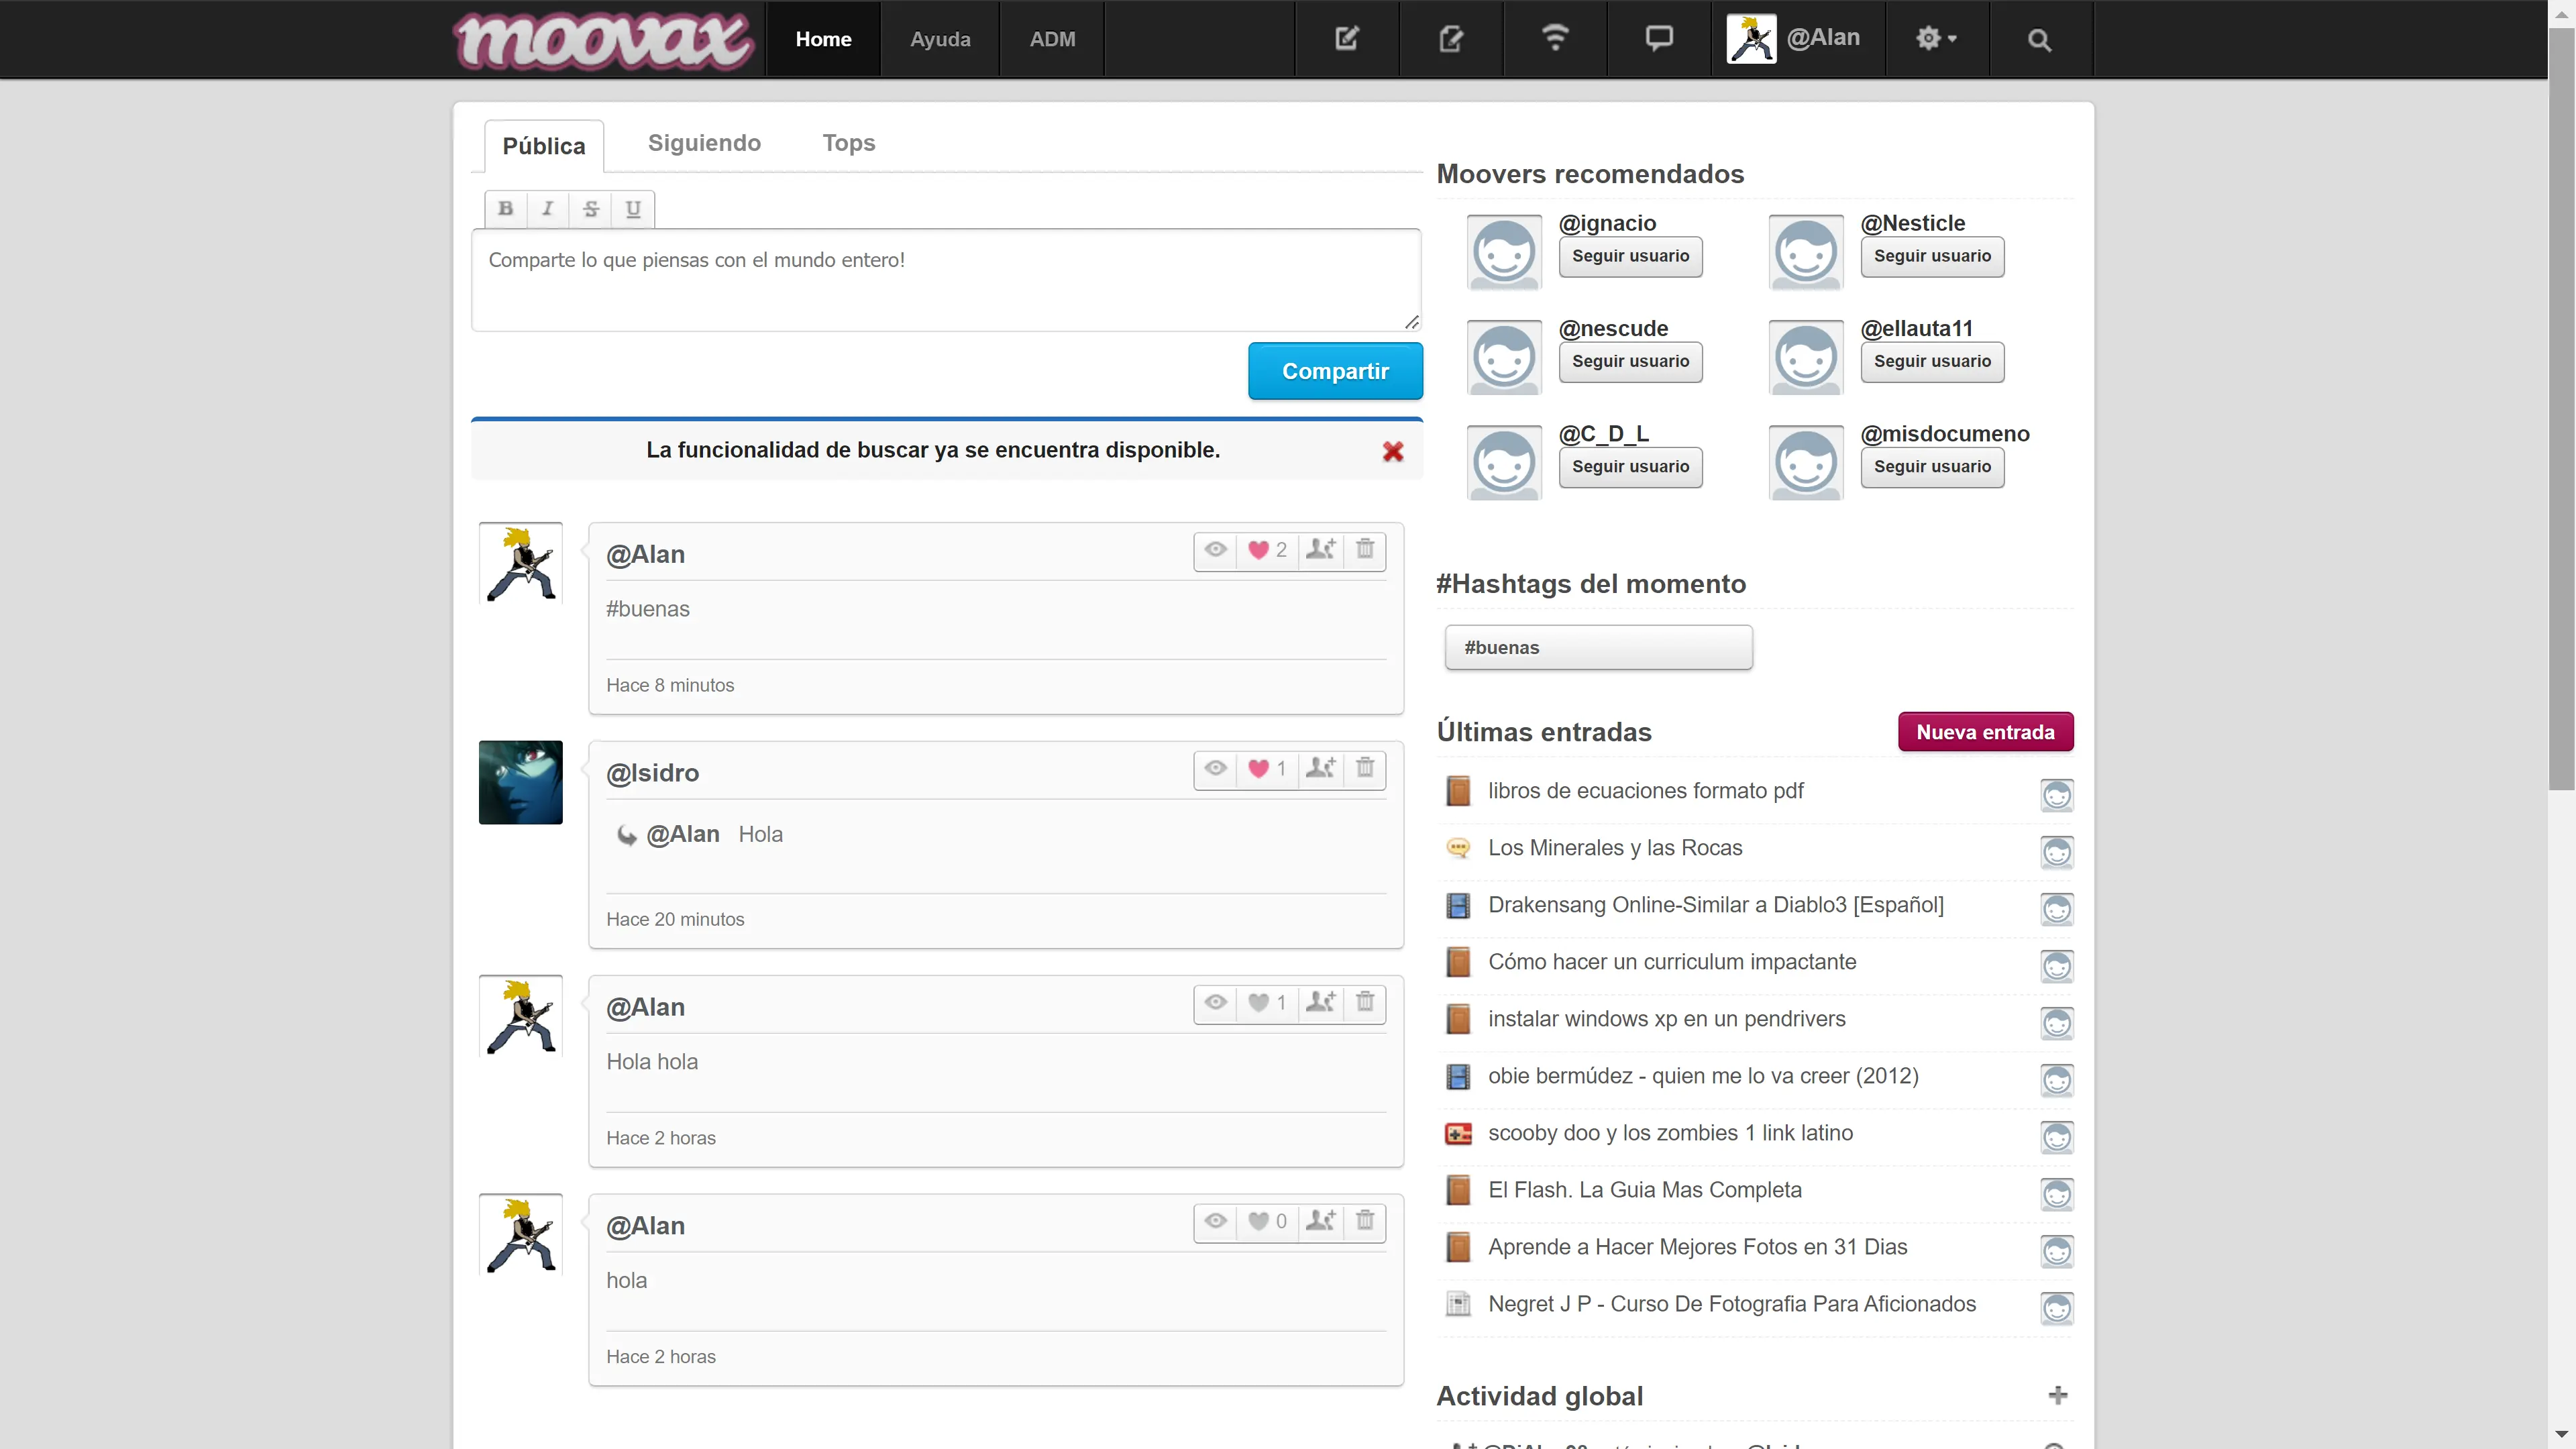 moovax
Home
Ayuda
ADM
@Alan
Pública
Siguiendo
Tops
B I S U
Comparte lo que piensas con el mundo entero!
Compartir
La funcionalidad de buscar ya se encuentra disponible.
@Alan
2
#buenas
Hace 8 minutos
@Isidro
1
@Alan Hola
Hace 20 minutos
@Alan
1
Hola hola
Hace 2 horas
@Alan
0
hola
Hace 2 horas
Moovers recomendados
@ignacio
Seguir usuario
@Nesticle
Seguir usuario
@nescude
Seguir usuario
@ellauta11
Seguir usuario
@C_D_L
Seguir usuario
@misdocumeno
Seguir usuario
#Hashtags del momento
#buenas
Últimas entradas
Nueva entrada
libros de ecuaciones formato pdf
Los Minerales y las Rocas
Drakensang Online-Similar a Diablo3 [Español]
Cómo hacer un curriculum impactante
instalar windows xp en un pendrivers
obie bermúdez - quien me lo va creer (2012)
scooby doo y los zombies 1 link latino
El Flash. La Guia Mas Completa
Aprende a Hacer Mejores Fotos en 31 Dias
Negret J P - Curso De Fotografia Para Aficionados
Actividad global